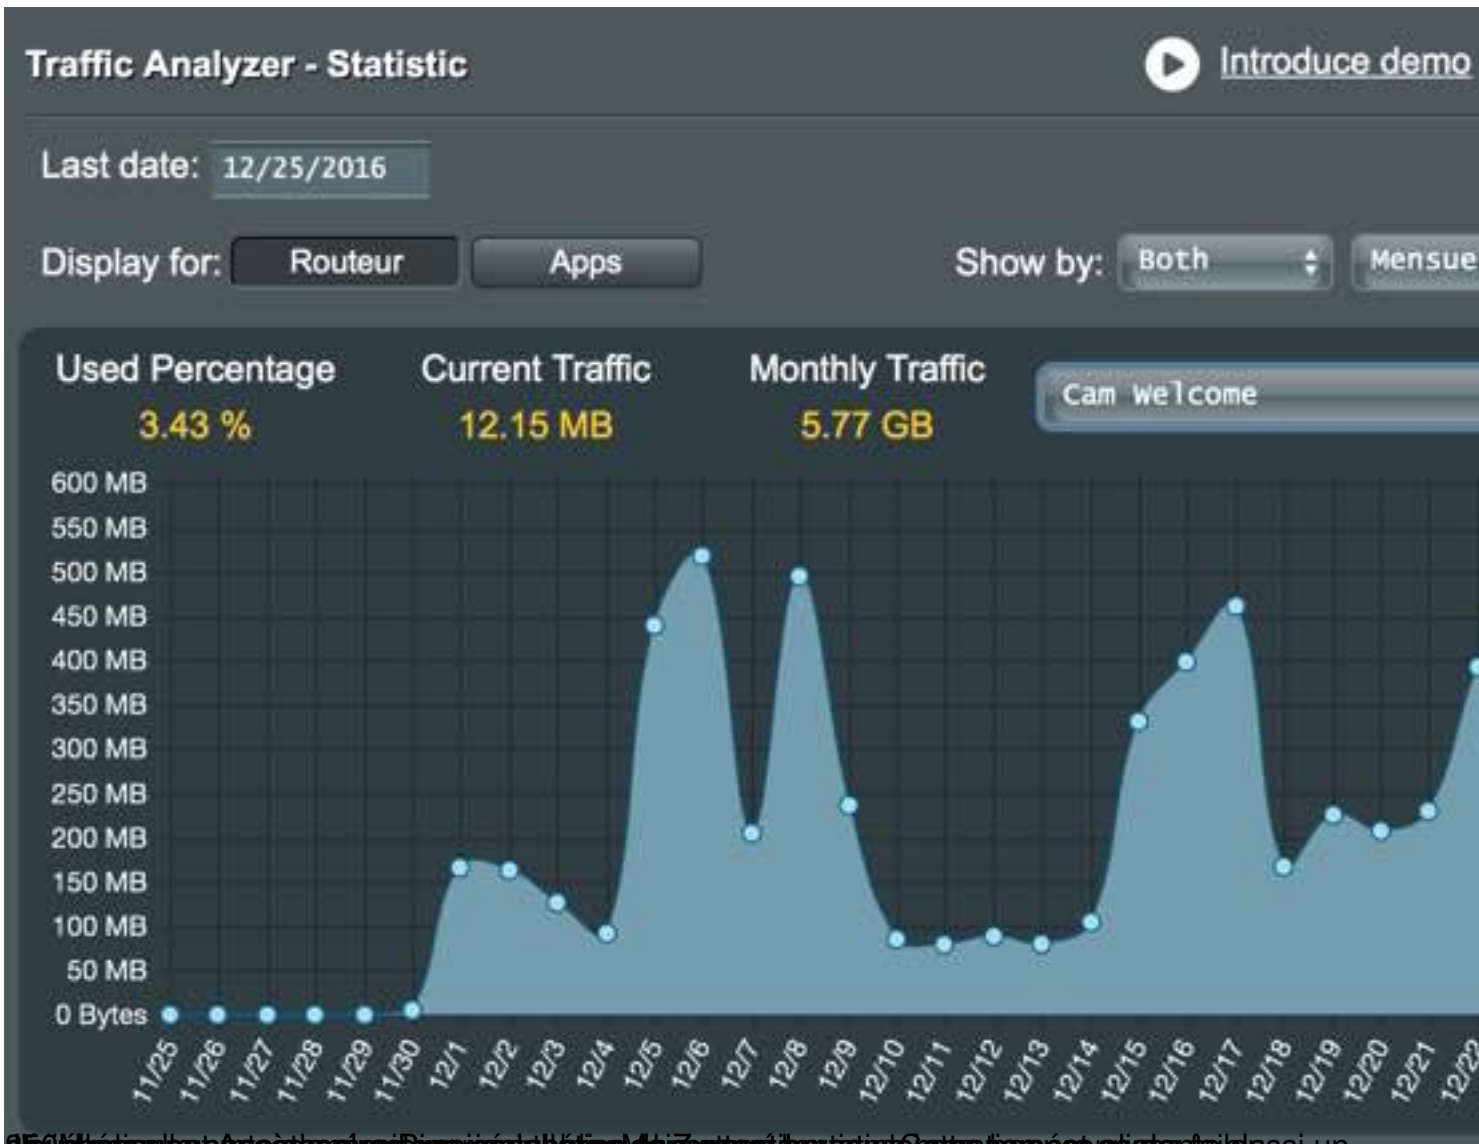 Traffic Analyzer - Statistic
Introduce demo
Last date: 12/25/2016
Display for: Routeur Apps
Show by: Both Mensue
Used Percentage Current Traffic Monthly Traffic
Cam Welcome
3.43 % 12.15 MB 5.77 GB
600 MB
550 MB
500 MB
450 MB
400 MB
350 MB
300 MB
250 MB
200 MB
150 MB
100 MB
50 MB
0 Bytes
11/25 11/26 11/27 11/28 11/29 11/30 12/1 12/2 12/3 12/4 12/5 12/6 12/7 12/8 12/9 12/10 12/11 12/12 12/13 12/14 12/15 12/16 12/17 12/18 12/19 12/20 12/21 12/22